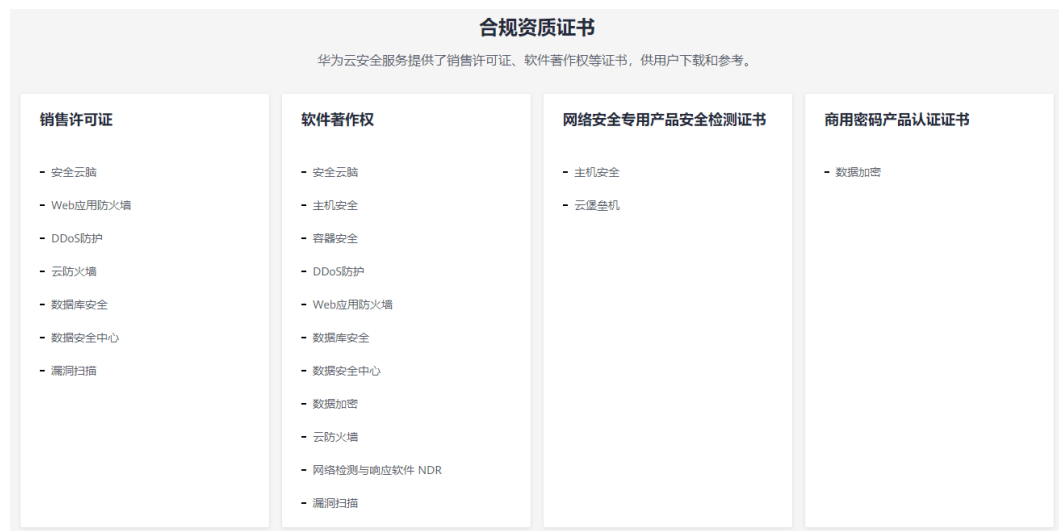 合规资质证书
华为云安全服务提供了销售许可证、软件著作权等证书，供用户下载和参考。
销售许可证
- 安全云脑
- Web应用防火墙
- DDoS防护
- 云防火墙
- 数据库安全
- 数据安全中心
- 漏洞扫描
软件著作权
- 安全云脑
- 主机安全
- 容器安全
- DDoS防护
- Web应用防火墙
- 数据库安全
- 数据安全中心
- 数据加密
- 云防火墙
- 网络检测与响应软件 NDR
- 漏洞扫描
网络安全专用产品安全检测证书
- 主机安全
- 云堡垒机
商用密码产品认证证书
- 数据加密